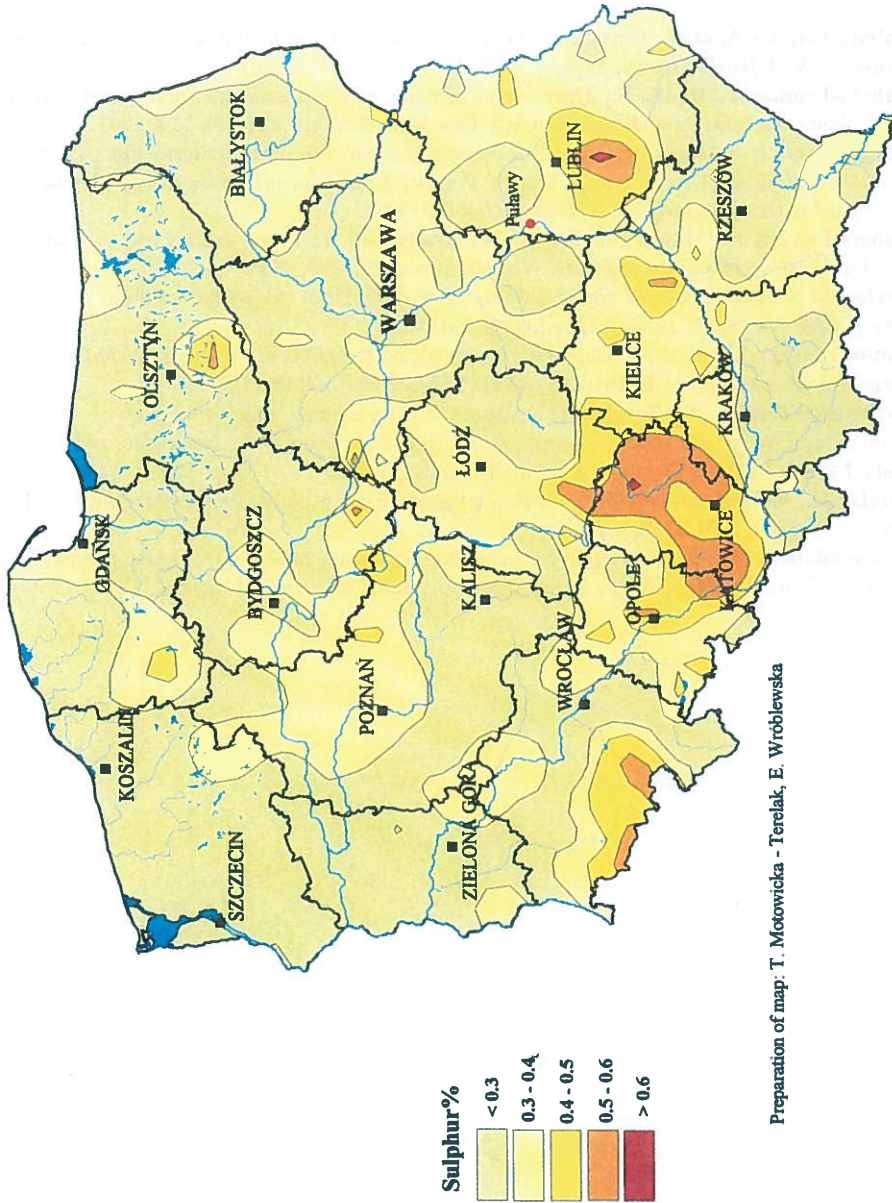 GDAŃSK
KOSZALIN
OLSZTYN
SZCZECIN
BYDGOSZCZ
BIAŁYSTOK
POZNAŃ
WARSZAWA
ZIELONA GÓRA
KALISZ
ŁÓDŹ
Puławy
LUBLIN
WROCŁAW
OPOLE
KIELCE
KATOWICE
KRAKÓW
RZESZÓW
Sulphur%
< 0.3
0.3 - 0.4
0.4 - 0.5
0.5 - 0.6
> 0.6
Preparation of map: T. Motowicka - Terelak, E. Wróblewska